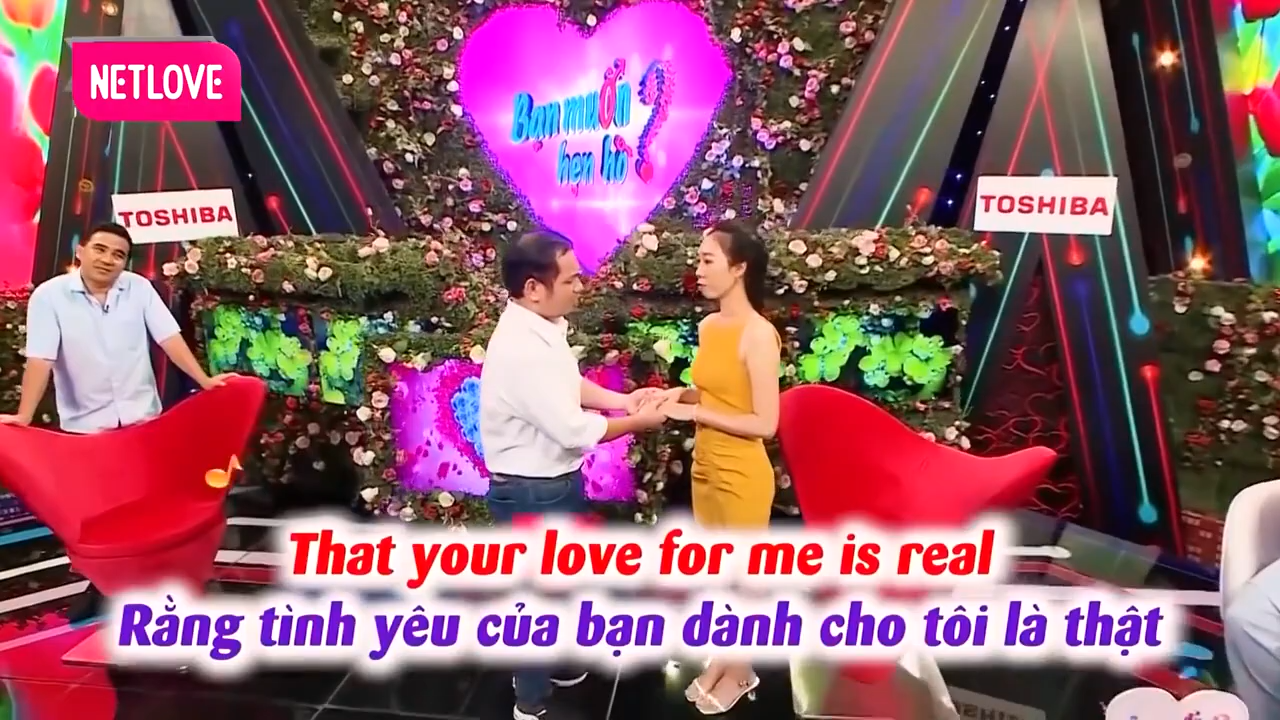 NETLOVE
Bạn muốn
hẹn hò ?
TOSHIBA
TOSHIBA
That your love for me is real
Rằng tình yêu của bạn dành cho tôi là thật